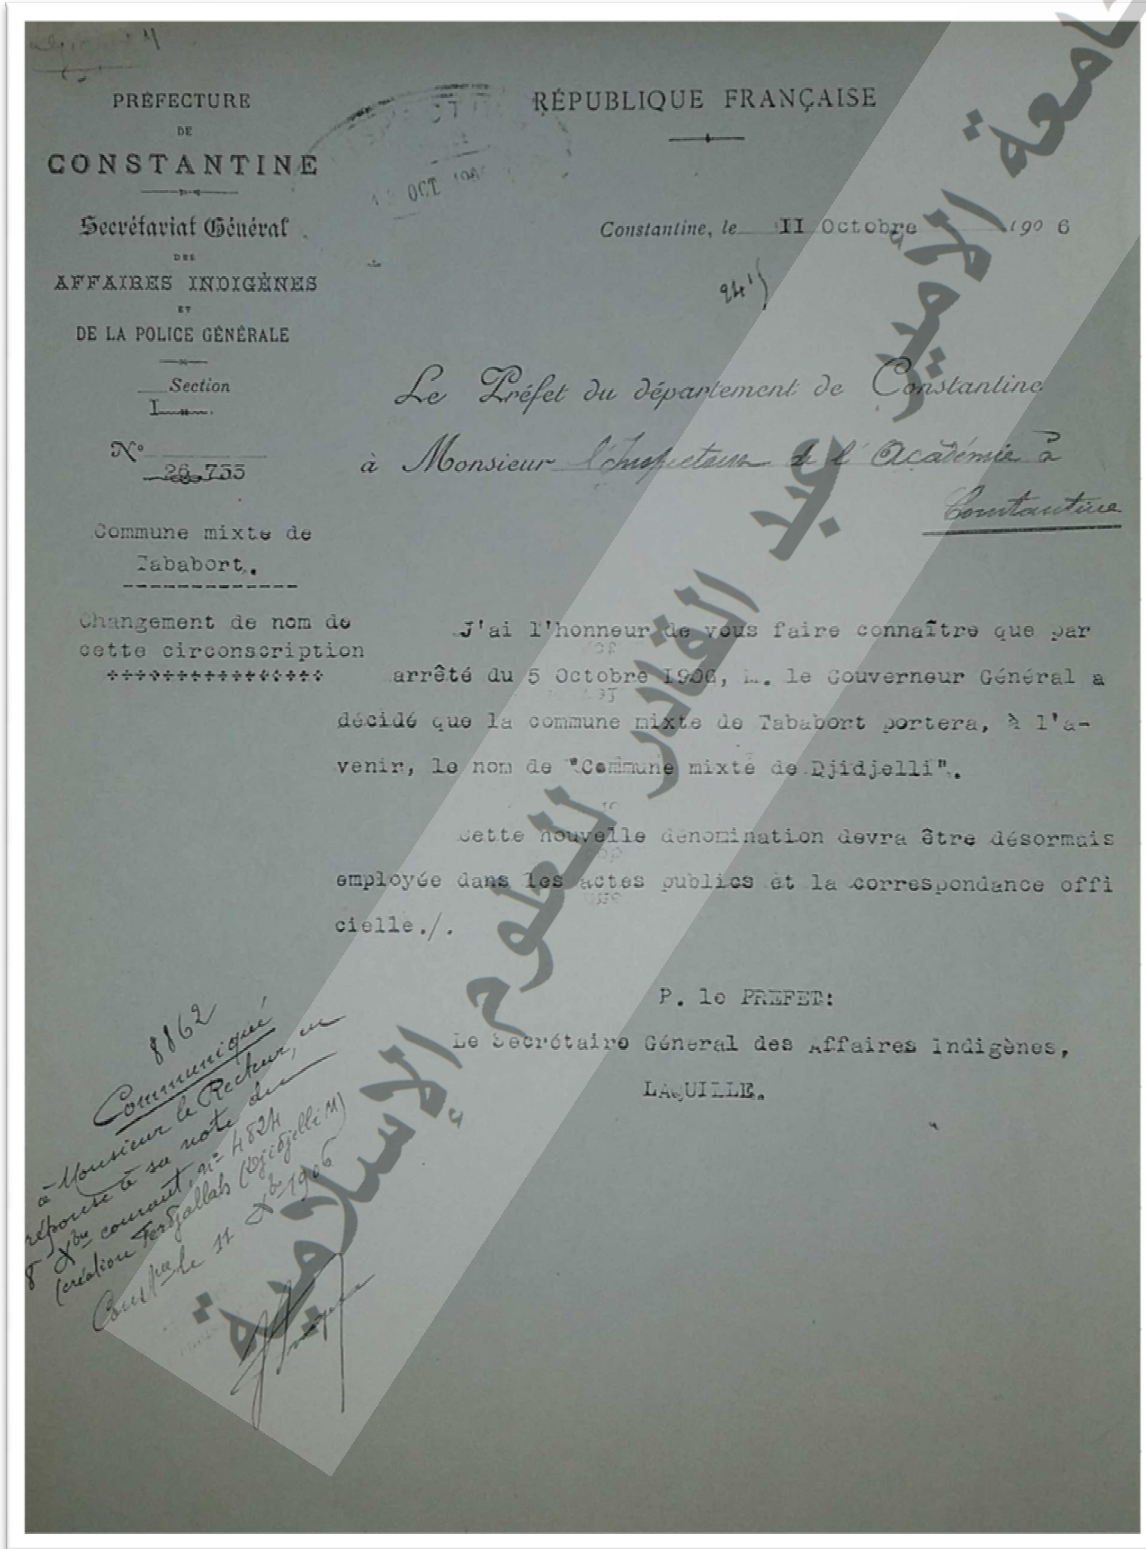 PRÉFECTURE
DE
CONSTANTINE
Secrétariat Général
DES
AFFAIRES INDIGÈNES
ET
DE LA POLICE GÉNÉRALE
Section
I
N° 26.755
Commune mixte de
Tababort.
Changement de nom de
cette circonscription
OCT
RÉPUBLIQUE FRANÇAISE
Constantine, le 11 Octobre 1906
Le Préfet du département de Constantine
à Monsieur l'Inspecteur de l'Académie à
Constantine
J'ai l'honneur de vous faire connaître que par
arrêté du 5 Octobre 1906, M. le Gouverneur Général a
décidé que la commune mixte de Tababort portera, à l'a-
venir, le nom de "Commune mixte de Djidjelli".
Cette nouvelle dénomination devra être désormais
employée dans les actes publics et la correspondance offi
cielle./.
P. le PREFET:
Le Secrétaire Général des Affaires Indigènes,
LAQUILLE.
8862
Communiqué
à Monsieur le Recteur, en
réponse à sa note du
8 Xbre courant, n° 4824
(création Ferdjallah (Djidjelli M)
Constne le 11 Xbre 1906
جامعة الأمير عبد القادر للعلوم الإسلامية